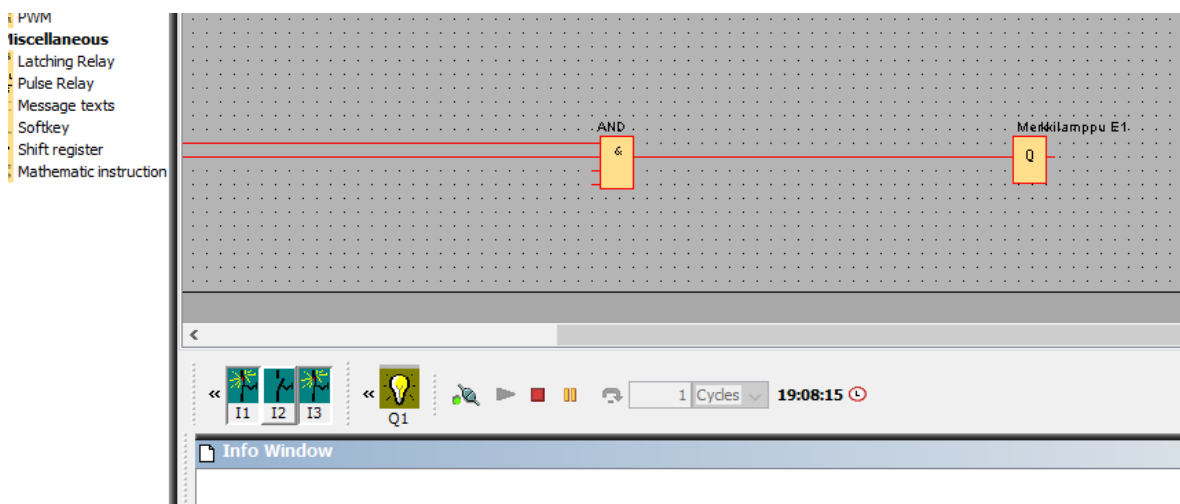 PWM
Miscellaneous
Latching Relay
Pulse Relay
Message texts
Softkey
Shift register
Mathematic instruction
AND
&
Merkkilamppu E1
Q
« I1 I2 I3 « Q1 1 Cycles 19:08:15
Info Window